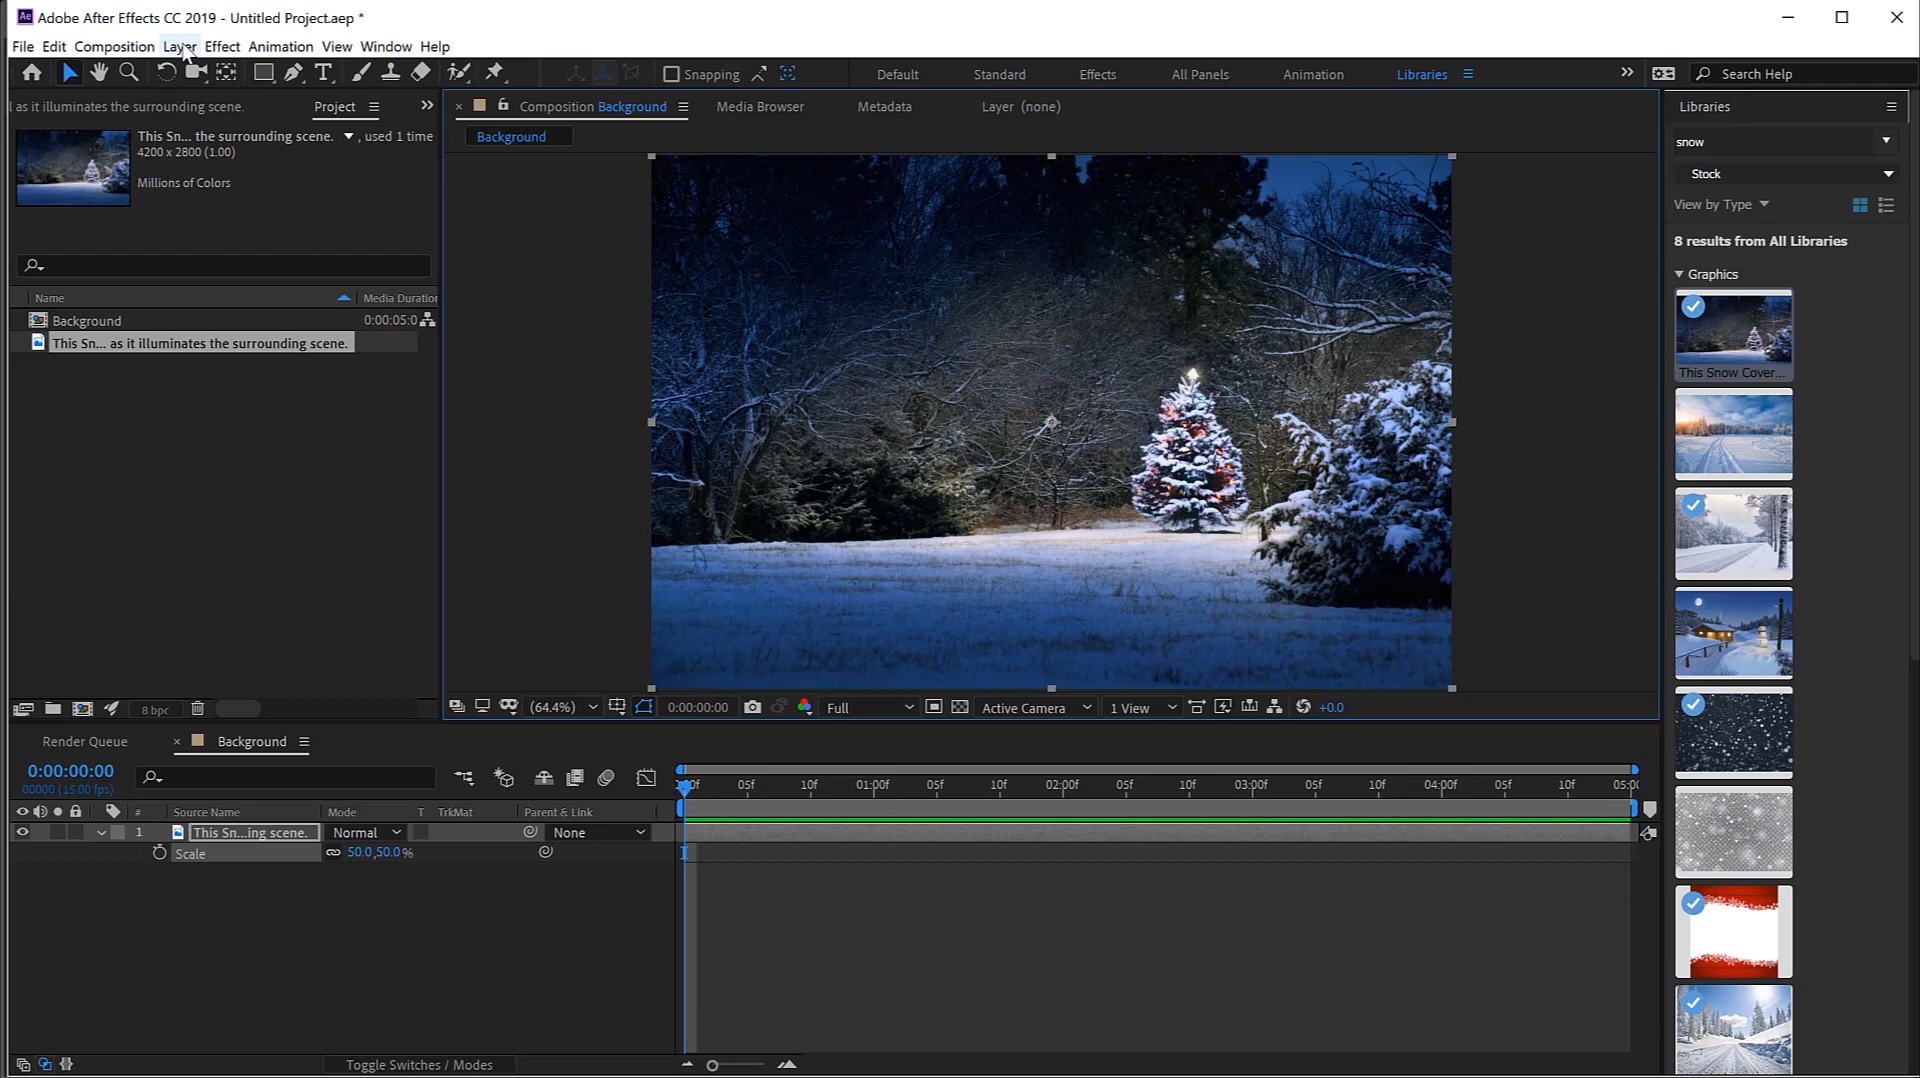 Adobe After Effects CC 2019 - Untitled Project.aep *
File Edit Composition Layer Effect Animation View Window Help
Snapping Default Standard Effects All Panels Animation Libraries Search Help
l as it illuminates the surrounding scene. Project
Composition Background Media Browser Metadata Layer (none)
Background
This Sn... the surrounding scene. , used 1 time
4200 x 2800 (1.00)
Millions of Colors
Name Media Duration
Background 0:00:05:0
This Sn... as it illuminates the surrounding scene.
8 bpc
(64.4%) 0:00:00:00 Full Active Camera 1 View +0.0
Libraries
snow
Stock
View by Type
8 results from All Libraries
Graphics
This Snow Cover...
Render Queue Background
0:00:00:00
00000 (15.00 fps)
:00f 05f 10f 01:00f 05f 10f 02:00f 05f 10f 03:00f 05f 10f 04:00f 05f 10f 05:00
# Source Name Mode T TrkMat Parent & Link
1 This Sn...ing scene. Normal None
Scale 50.0,50.0%
Toggle Switches / Modes